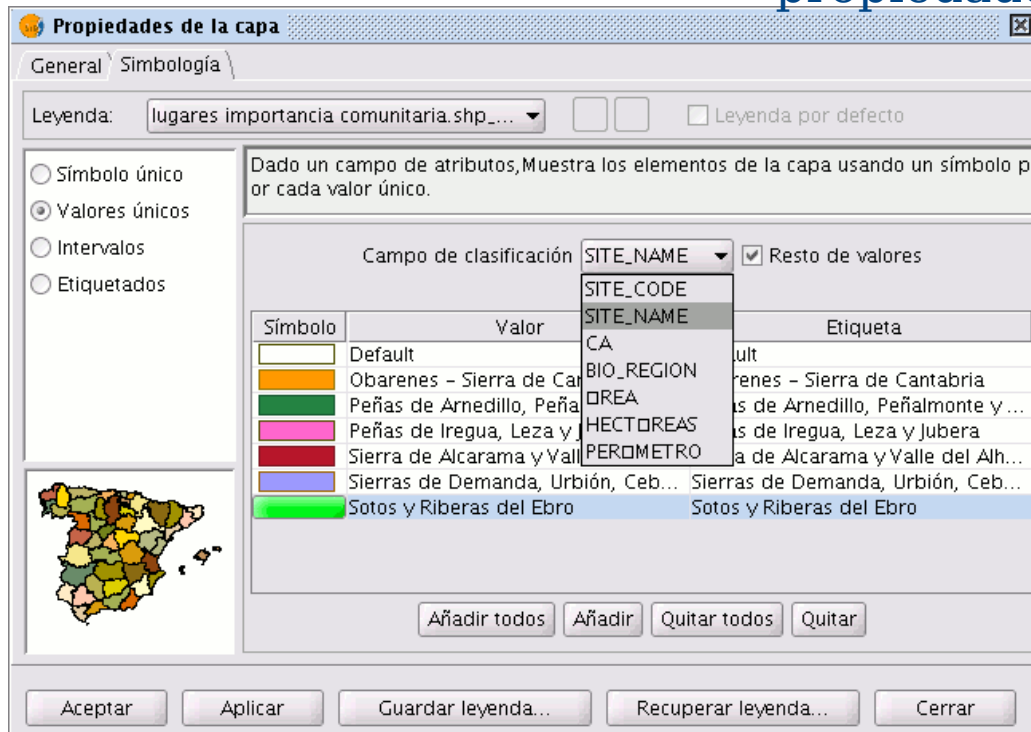 Propiedades de la capa
General Simbología
Leyenda: lugares importancia comunitaria.shp_... Leyenda por defecto
Símbolo único
Valores únicos
Intervalos
Etiquetados
Dado un campo de atributos,Muestra los elementos de la capa usando un símbolo p
or cada valor único.
Campo de clasificación SITE_NAME Resto de valores
SITE_CODE
SITE_NAME
CA
BIO_REGION
□REA
HECT□REAS
PER□METRO
Símbolo Valor Etiqueta
Default
Obarenes - Sierra de Cantabria
Peñas de Arnedillo, Peñalmonte y ...
Peñas de Iregua, Leza y Jubera
Sierra de Alcarama y Valle del Alh...
Sierras de Demanda, Urbión, Ceb... Sierras de Demanda, Urbión, Ceb...
Sotos y Riberas del Ebro Sotos y Riberas del Ebro
Añadir todos Añadir Quitar todos Quitar
Aceptar Aplicar Guardar leyenda... Recuperar leyenda... Cerrar